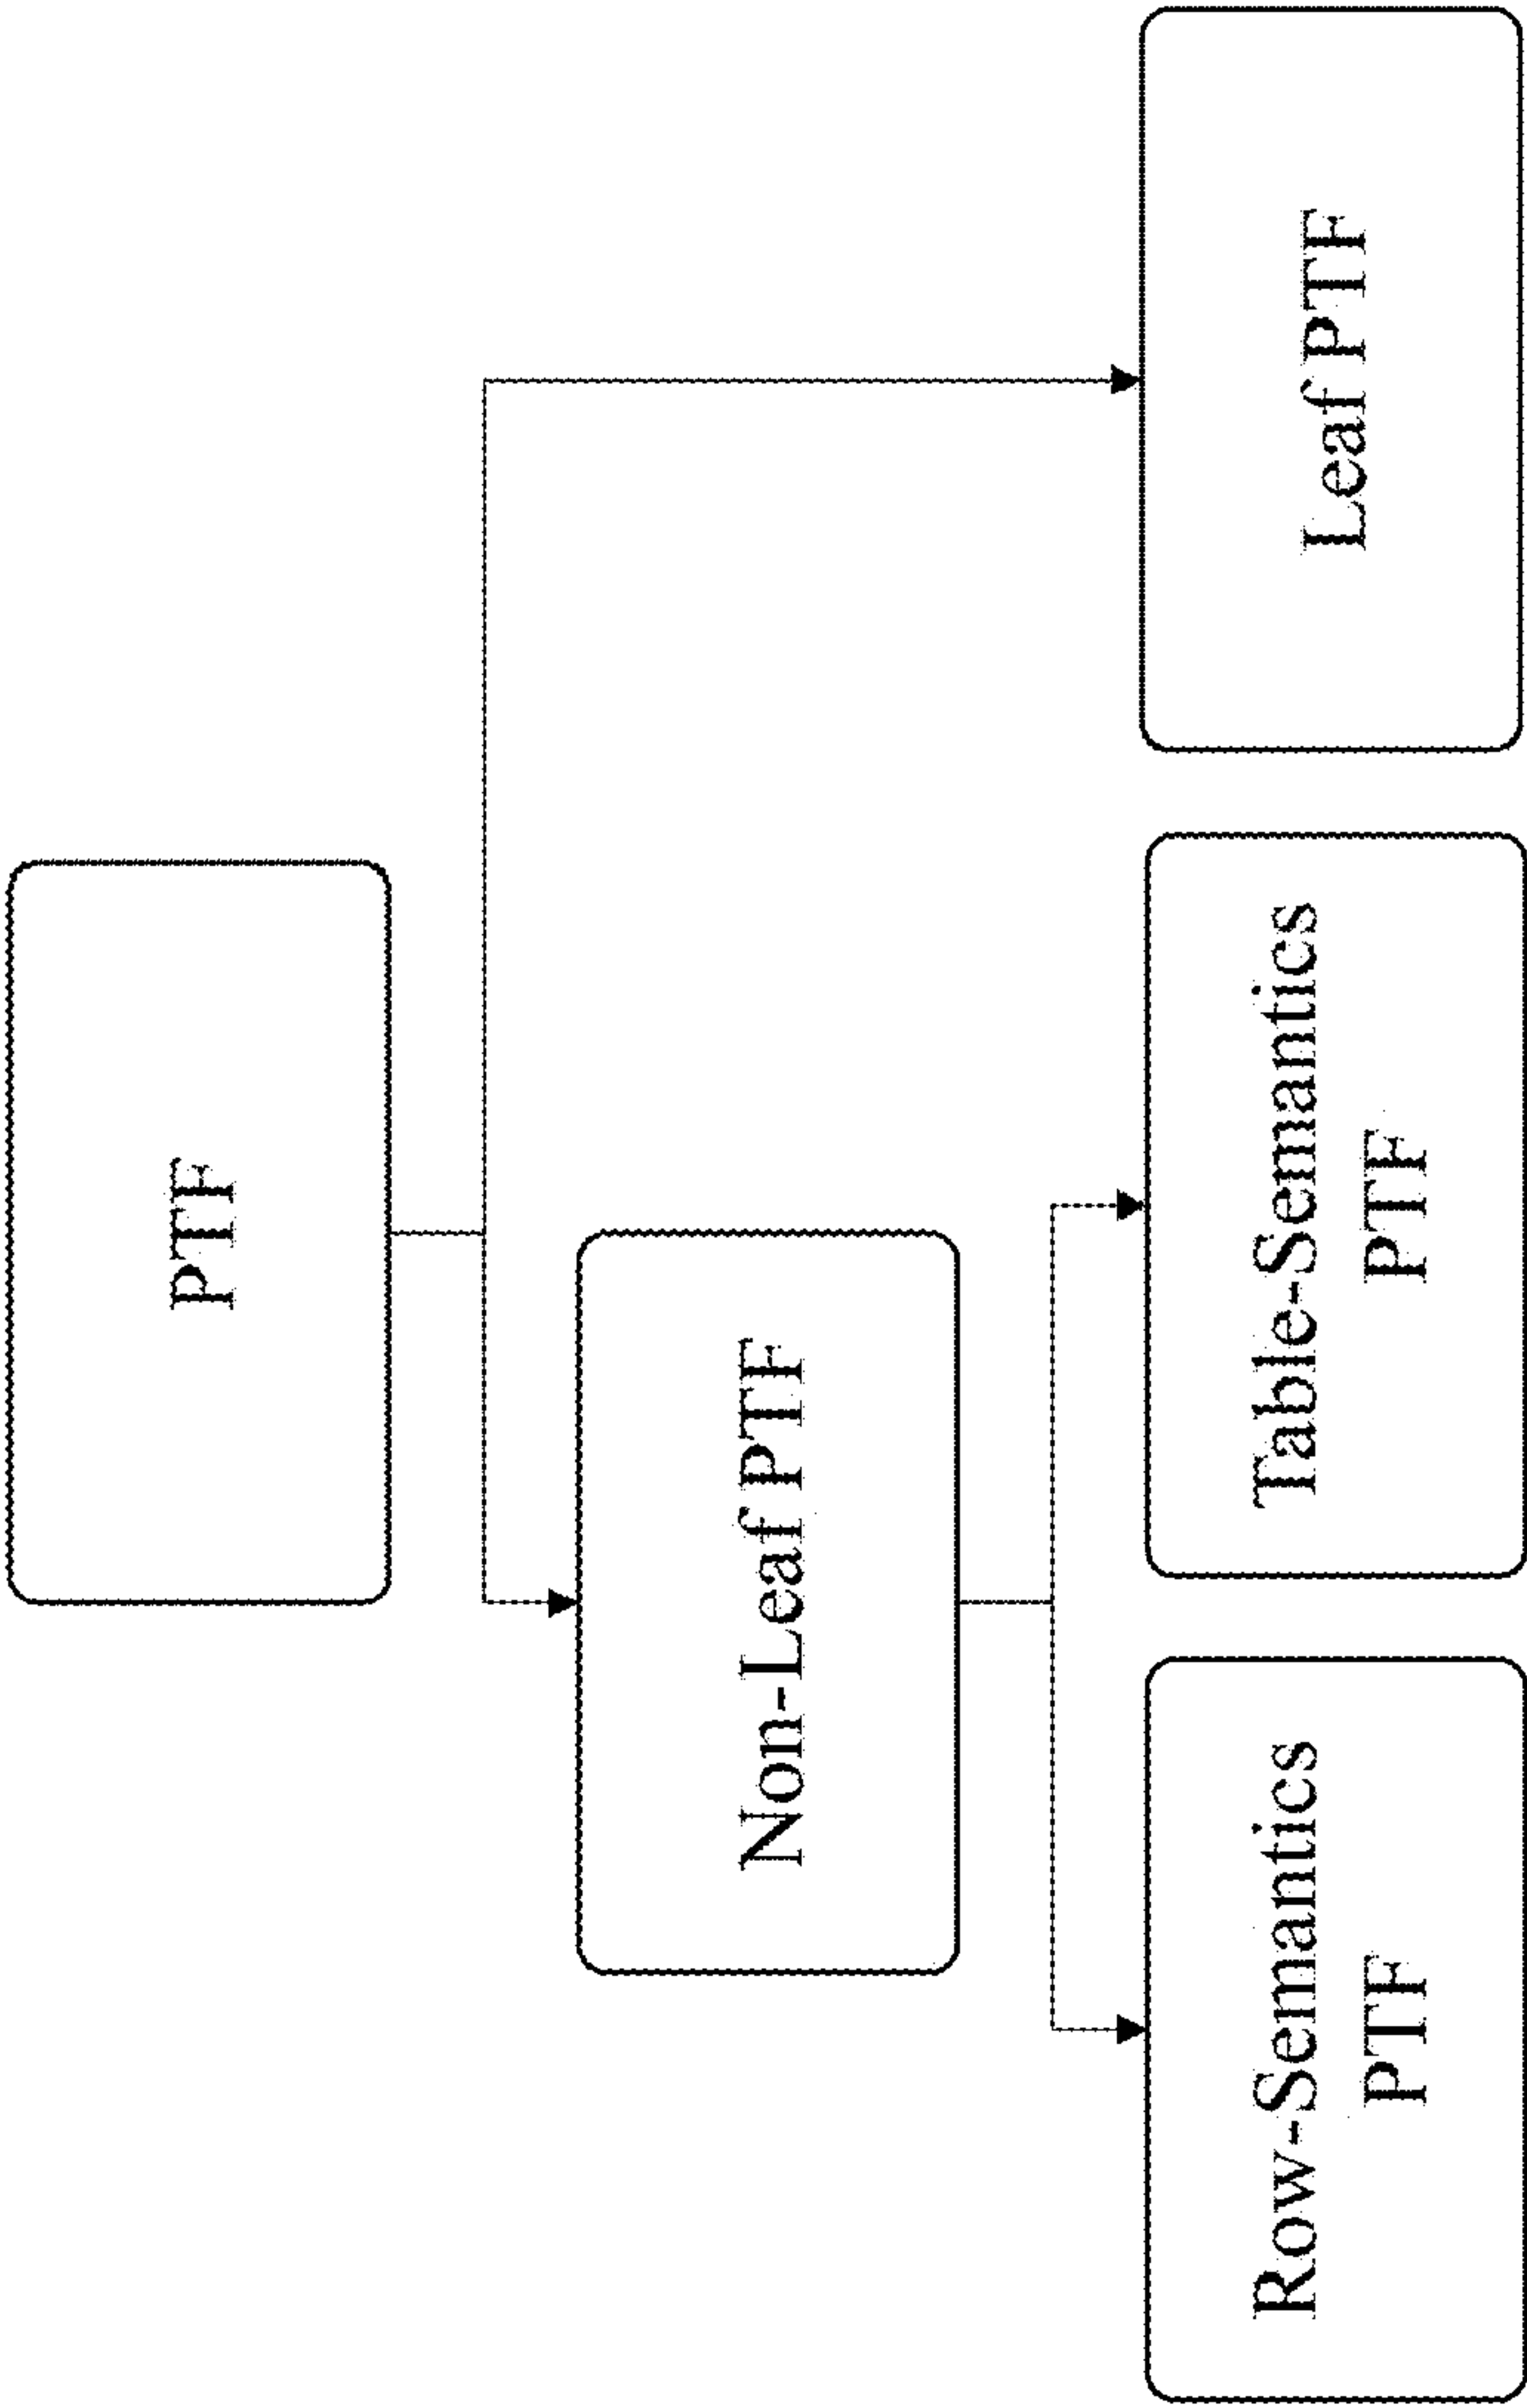 PTF
Non-Leaf PTF
Row-Semantics
PTF
Table-Semantics
PTF
Leaf PTF